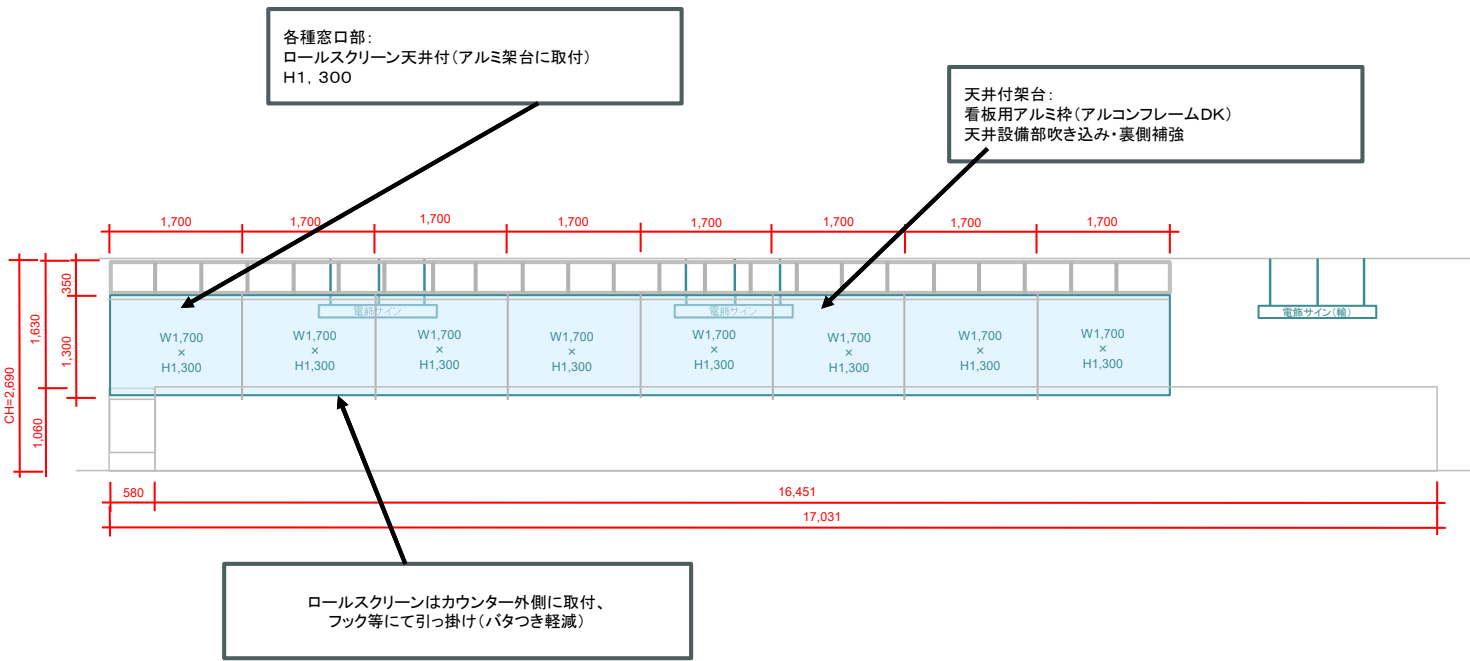 各種窓口部：
ロールスクリーン天井付（アルミ架台に取付）
H1，300
天井付架台：
看板用アルミ枠（アルコンフレームDK）
天井設備部吹き込み・裏側補強
1,700
1,700
1,700
1,700
1,700
1,700
1,700
1,700
350
1,630
1,300
CH=2,690
1,060
電飾サイン
電飾サイン
電飾サイン（輪）
W1,700
×
H1,300
W1,700
×
H1,300
W1,700
×
H1,300
W1,700
×
H1,300
W1,700
×
H1,300
W1,700
×
H1,300
W1,700
×
H1,300
W1,700
×
H1,300
580
16,451
17,031
ロールスクリーンはカウンター外側に取付、
フック等にて引っ掛け（バタつき軽減）